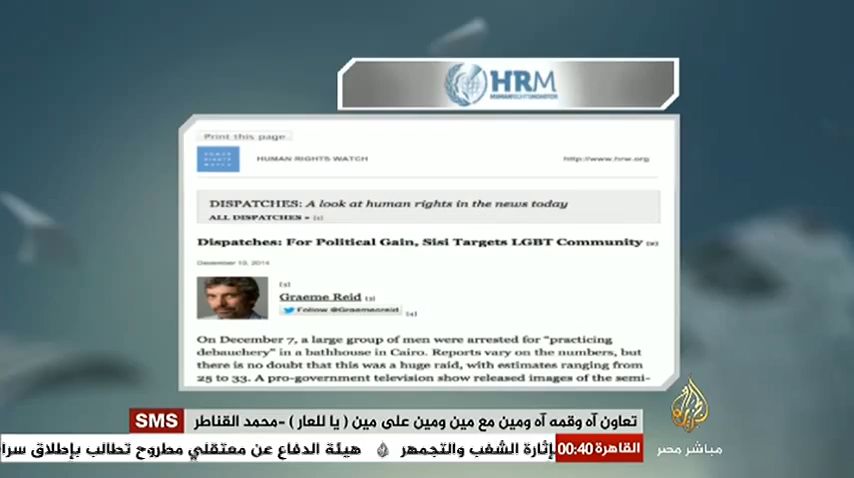 HRM
Print this page
HUMAN RIGHTS WATCH
HUMAN RIGHTS WATCH
http://www.hrw.org
DISPATCHES: A look at human rights in the news today
ALL DISPATCHES »
Dispatches: For Political Gain, Sisi Targets LGBT Community
December 10, 2014
Graeme Reid
Follow @Graemecreid
On December 7, a large group of men were arrested for “practicing
debauchery” in a bathhouse in Cairo. Reports vary on the numbers, but
there is no doubt that this was a huge raid, with estimates ranging from
25 to 33. A pro-government television show released images of the semi-
SMS
تعاون آه وقمه آه ومين مع مين ومين على مين ( يا للعار ) -محمد القناطر
القاهرة 00:40
إثارة الشغب والتجمهر
هيئة الدفاع عن معتقلي مطروح تطالب بإطلاق سرا
الجزيرة
مباشر مصر